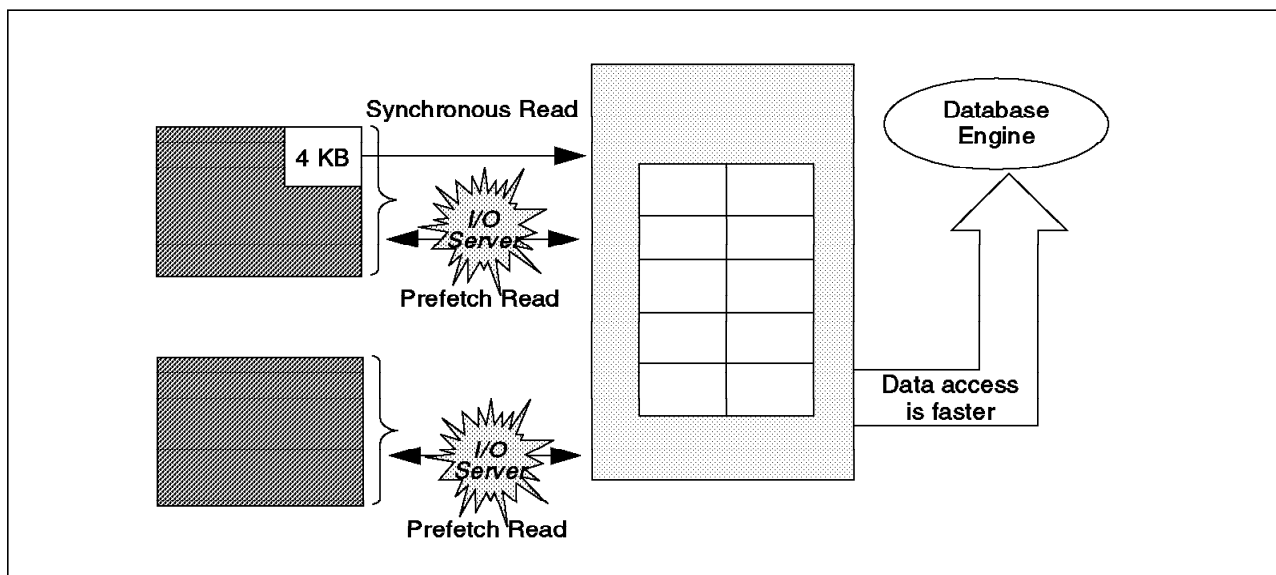 Synchronous Read
4 KB
I/O
Server
Prefetch Read
I/O
Server
Prefetch Read
Database
Engine
Data access
is faster